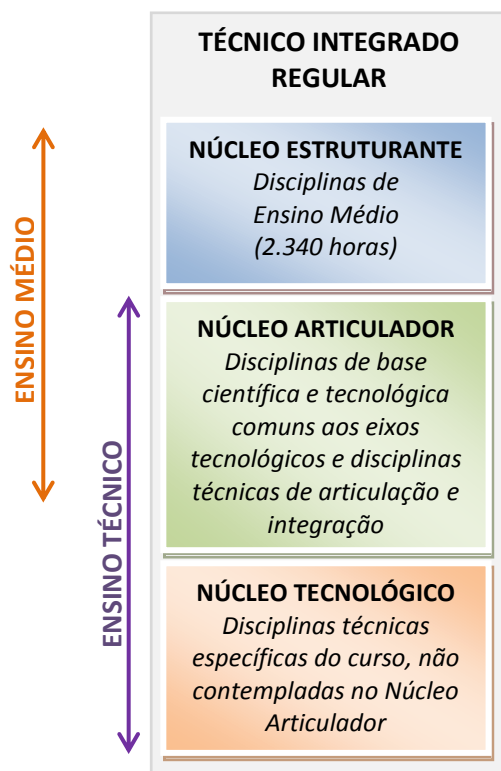 TÉCNICO INTEGRADO
REGULAR
ENSINO MÉDIO
ENSINO TÉCNICO
NÚCLEO ESTRUTURANTE
Disciplinas de
Ensino Médio
(2.340 horas)
NÚCLEO ARTICULADOR
Disciplinas de base
científica e tecnológica
comuns aos eixos
tecnológicos e disciplinas
técnicas de articulação e
integração
NÚCLEO TECNOLÓGICO
Disciplinas técnicas
específicas do curso, não
contempladas no Núcleo
Articulador